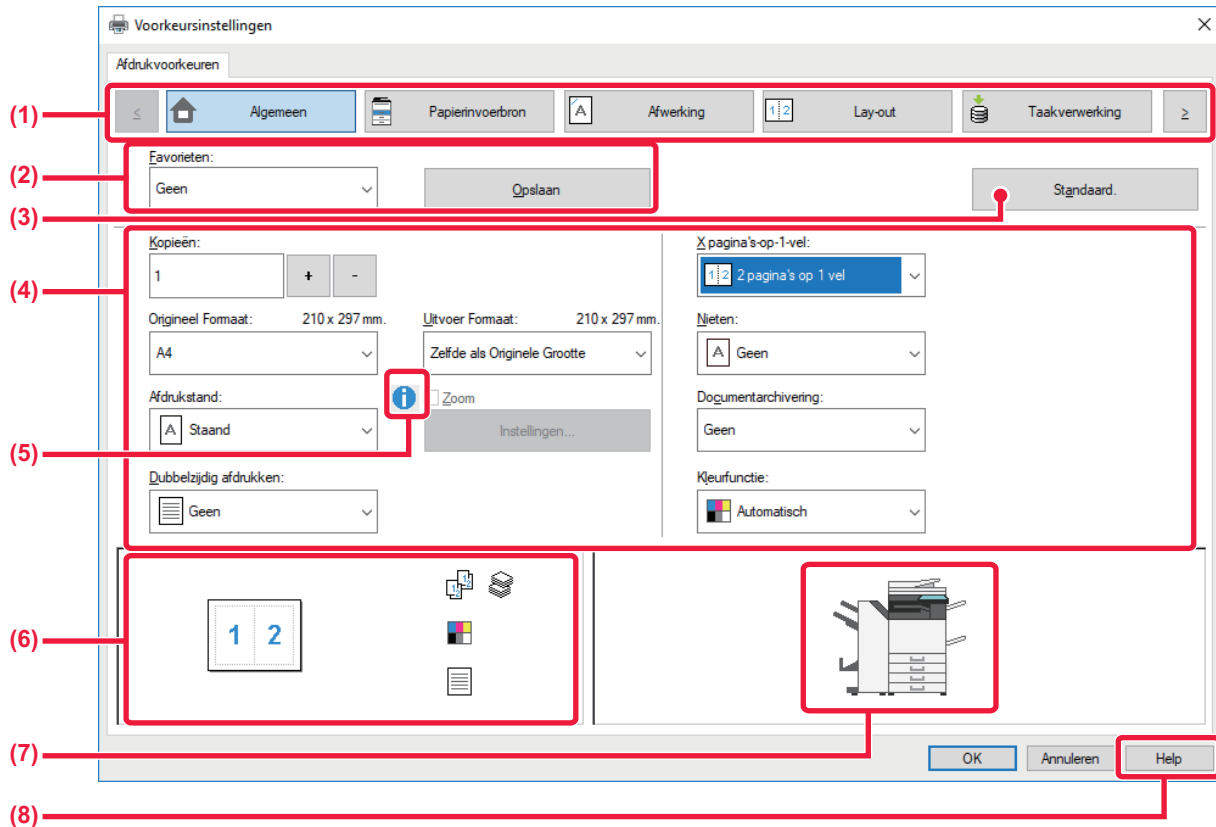 Voorkeursinstellingen
Afdrukvoorkeuren
(1)
≤ Algemeen Papierinvoerbron Afwerking Lay-out Taakverwerking ≥
(2)
Favorieten:
Geen Opslaan Standaard.
(3)
(4)
Kopieën: X pagina's-op-1-vel:
1 + - 2 pagina's op 1 vel
Origineel Formaat: 210 x 297 mm. Uitvoer Formaat: 210 x 297 mm. Nieten:
A4 Zelfde als Originele Grootte Geen
Afdrukstand: Zoom Documentarchivering:
Staand Instellingen... Geen
(5)
Dubbelzijdig afdrukken: Kleurfunctie:
Geen Automatisch
(6)
1 2
(7)
OK Annuleren Help
(8)